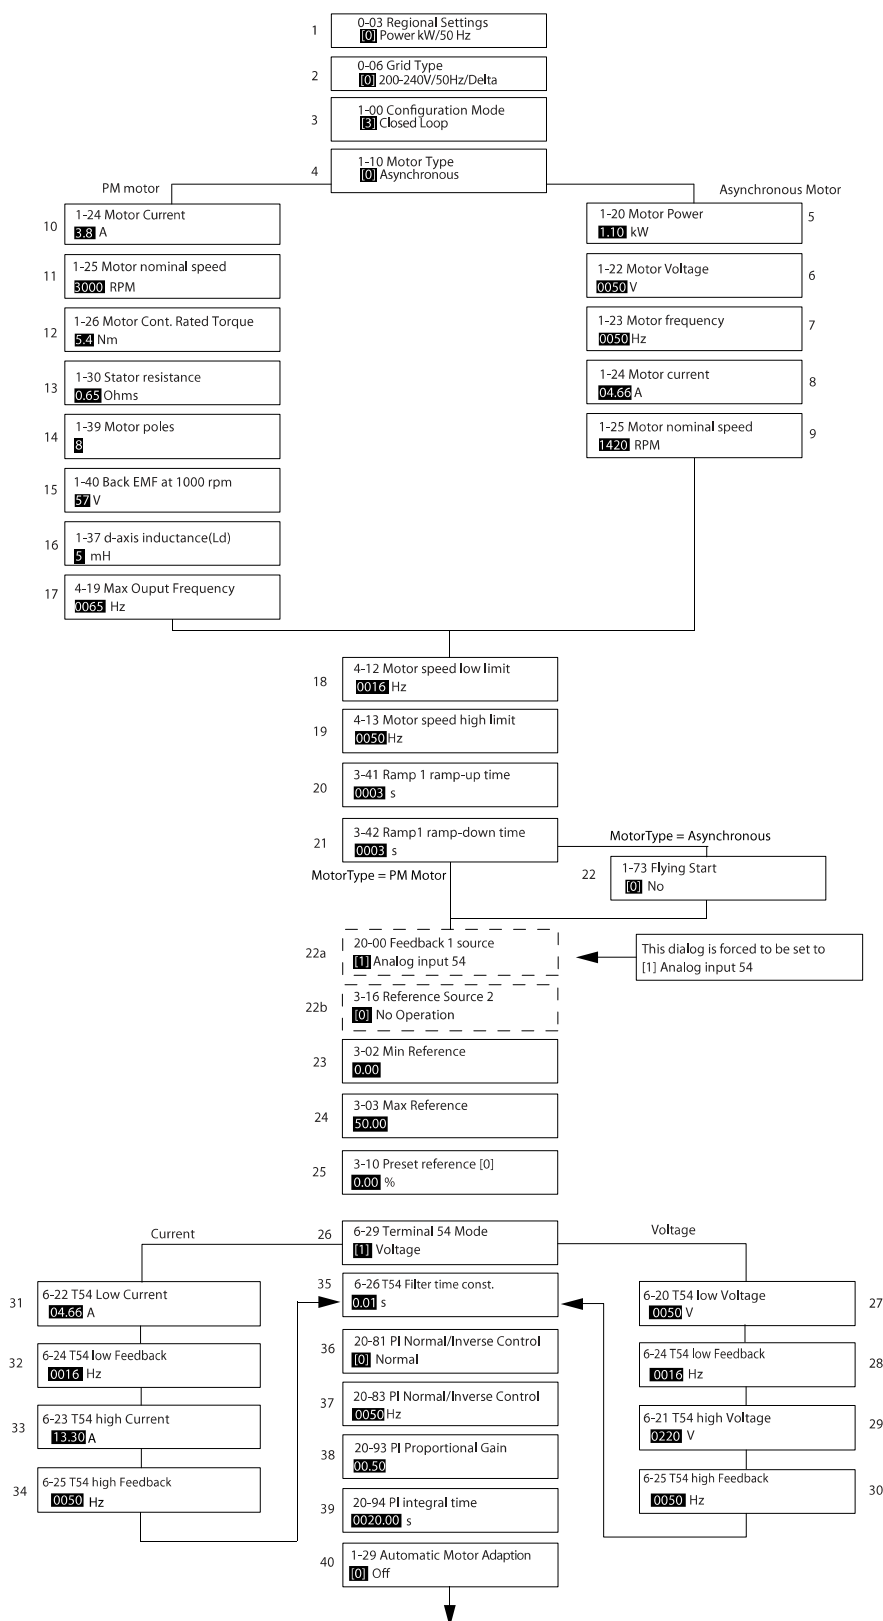 1
0-03 Regional Settings
[0] Power kW/50 Hz
2
0-06 Grid Type
[0] 200-240V/50Hz/Delta
3
1-00 Configuration Mode
[3] Closed Loop
4
1-10 Motor Type
[0] Asynchronous
PM motor
Asynchronous Motor
10
1-24 Motor Current
3.8 A
11
1-25 Motor nominal speed
3000 RPM
12
1-26 Motor Cont. Rated Torque
5.4 Nm
13
1-30 Stator resistance
0.65 Ohms
14
1-39 Motor poles
8
15
1-40 Back EMF at 1000 rpm
57 V
16
1-37 d-axis inductance(Ld)
5 mH
17
4-19 Max Ouput Frequency
0065 Hz
1-20 Motor Power
1.10 kW
5
1-22 Motor Voltage
0050 V
6
1-23 Motor frequency
0050 Hz
7
1-24 Motor current
04.66 A
8
1-25 Motor nominal speed
1420 RPM
9
18
4-12 Motor speed low limit
0016 Hz
19
4-13 Motor speed high limit
0050 Hz
20
3-41 Ramp 1 ramp-up time
0003 s
21
3-42 Ramp1 ramp-down time
0003 s
MotorType = Asynchronous
MotorType = PM Motor
22
1-73 Flying Start
[0] No
22a
20-00 Feedback 1 source
[1] Analog input 54
This dialog is forced to be set to
[1] Analog input 54
22b
3-16 Reference Source 2
[0] No Operation
23
3-02 Min Reference
0.00
24
3-03 Max Reference
50.00
25
3-10 Preset reference [0]
0.00 %
Current
26
6-29 Terminal 54 Mode
[1] Voltage
Voltage
31
6-22 T54 Low Current
04.66 A
32
6-24 T54 low Feedback
0016 Hz
33
6-23 T54 high Current
13.30 A
34
6-25 T54 high Feedback
0050 Hz
35
6-26 T54 Filter time const.
0.01 s
36
20-81 PI Normal/Inverse Control
[0] Normal
37
20-83 PI Normal/Inverse Control
0050 Hz
38
20-93 PI Proportional Gain
00.50
39
20-94 PI integral time
0020.00 s
40
1-29 Automatic Motor Adaption
[0] Off
6-20 T54 low Voltage
0050 V
27
6-24 T54 low Feedback
0016 Hz
28
6-21 T54 high Voltage
0220 V
29
6-25 T54 high Feedback
0050 Hz
30